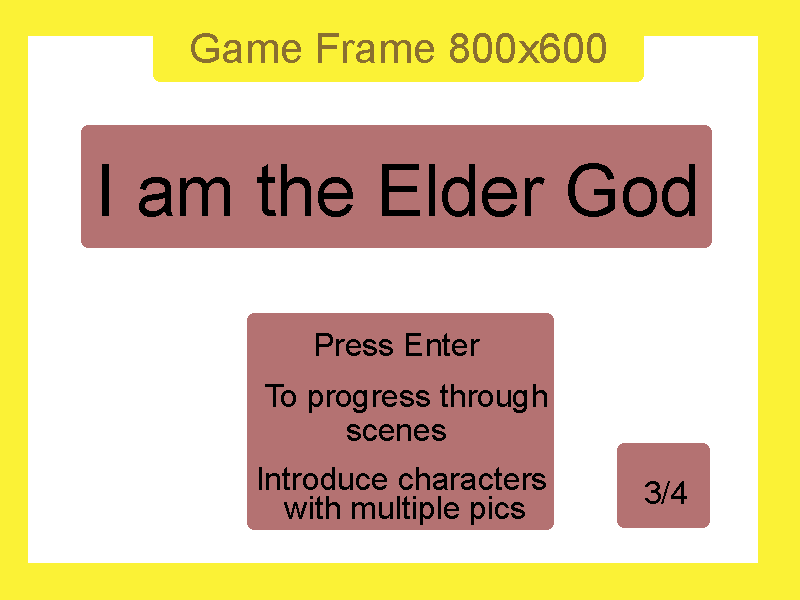 Game Frame 800x600
I am the Elder God
Press Enter
To progress through
scenes
Introduce characters
with multiple pics
3/4